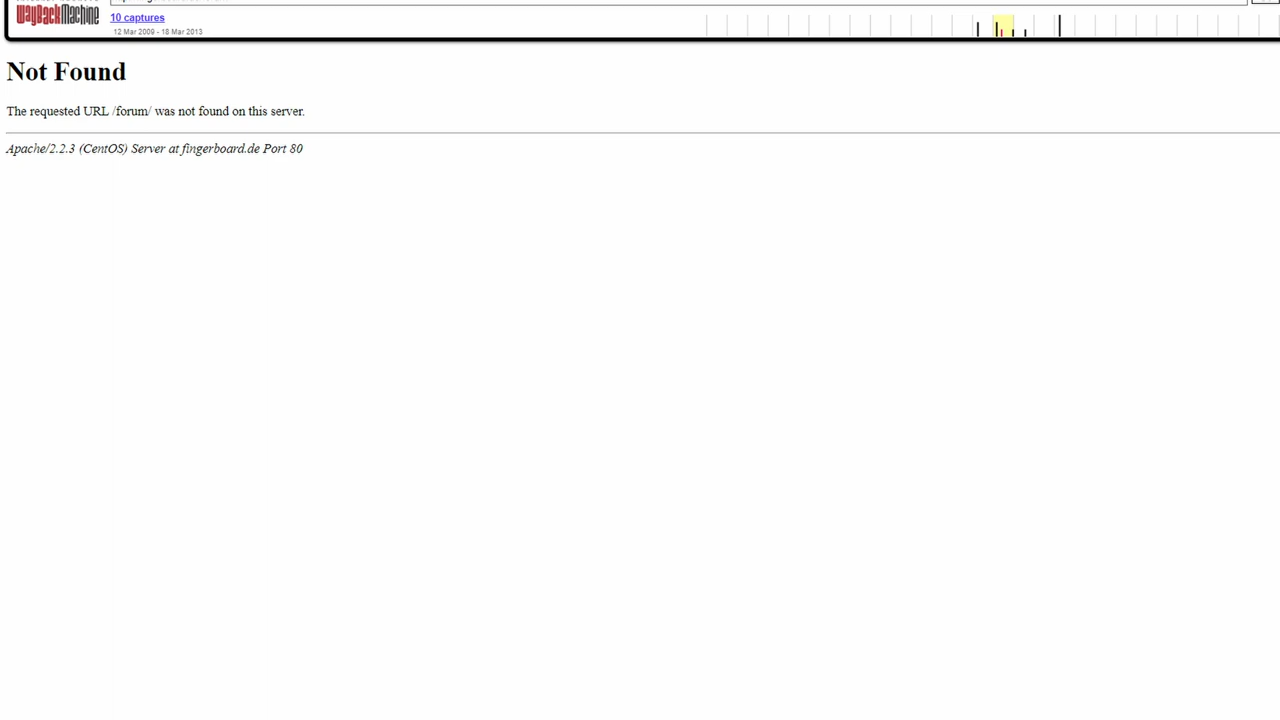 WayBackMachine
10 captures
12 Mar 2009 - 18 Mar 2013
Not Found
The requested URL /forum/ was not found on this server.
Apache/2.2.3 (CentOS) Server at fingerboard.de Port 80